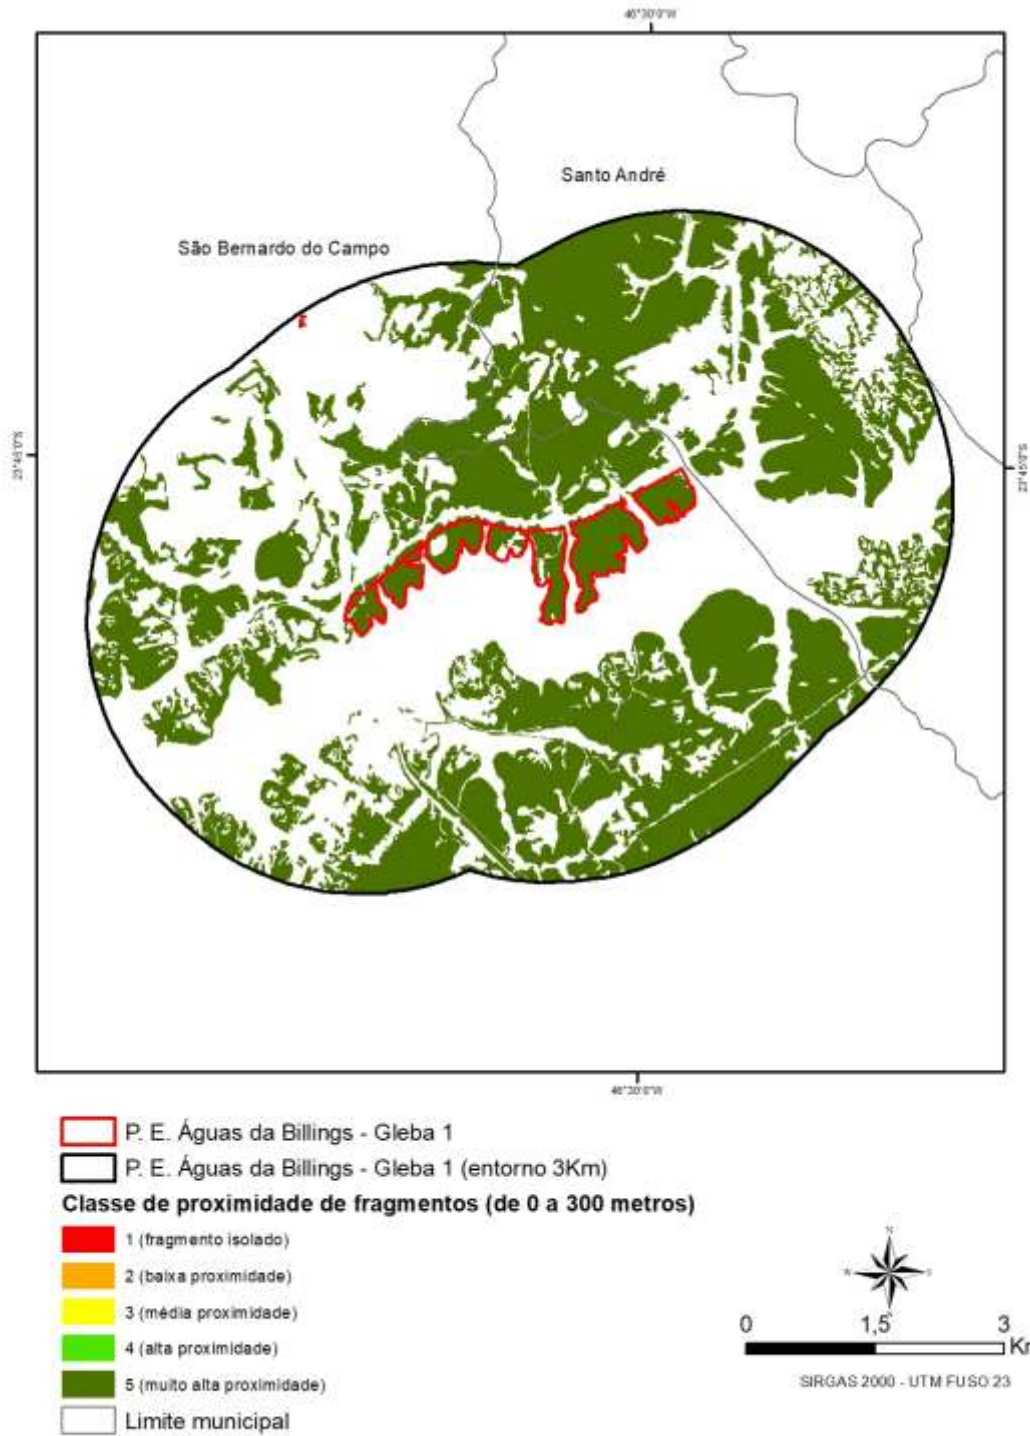 46°30'0"W
Santo André
São Bernardo do Campo
23°45'0"S
23°45'0"S
46°30'0"W
P. E. Águas da Billings - Gleba 1
P. E. Águas da Billings - Gleba 1 (entorno 3Km)
Classe de proximidade de fragmentos (de 0 a 300 metros)
1 (fragmento isolado)
2 (baixa proximidade)
3 (média proximidade)
4 (alta proximidade)
5 (muito alta proximidade)
Limite municipal
N
W
S
0 1,5 3
SIRGAS 2000 - UTM FUSO 23